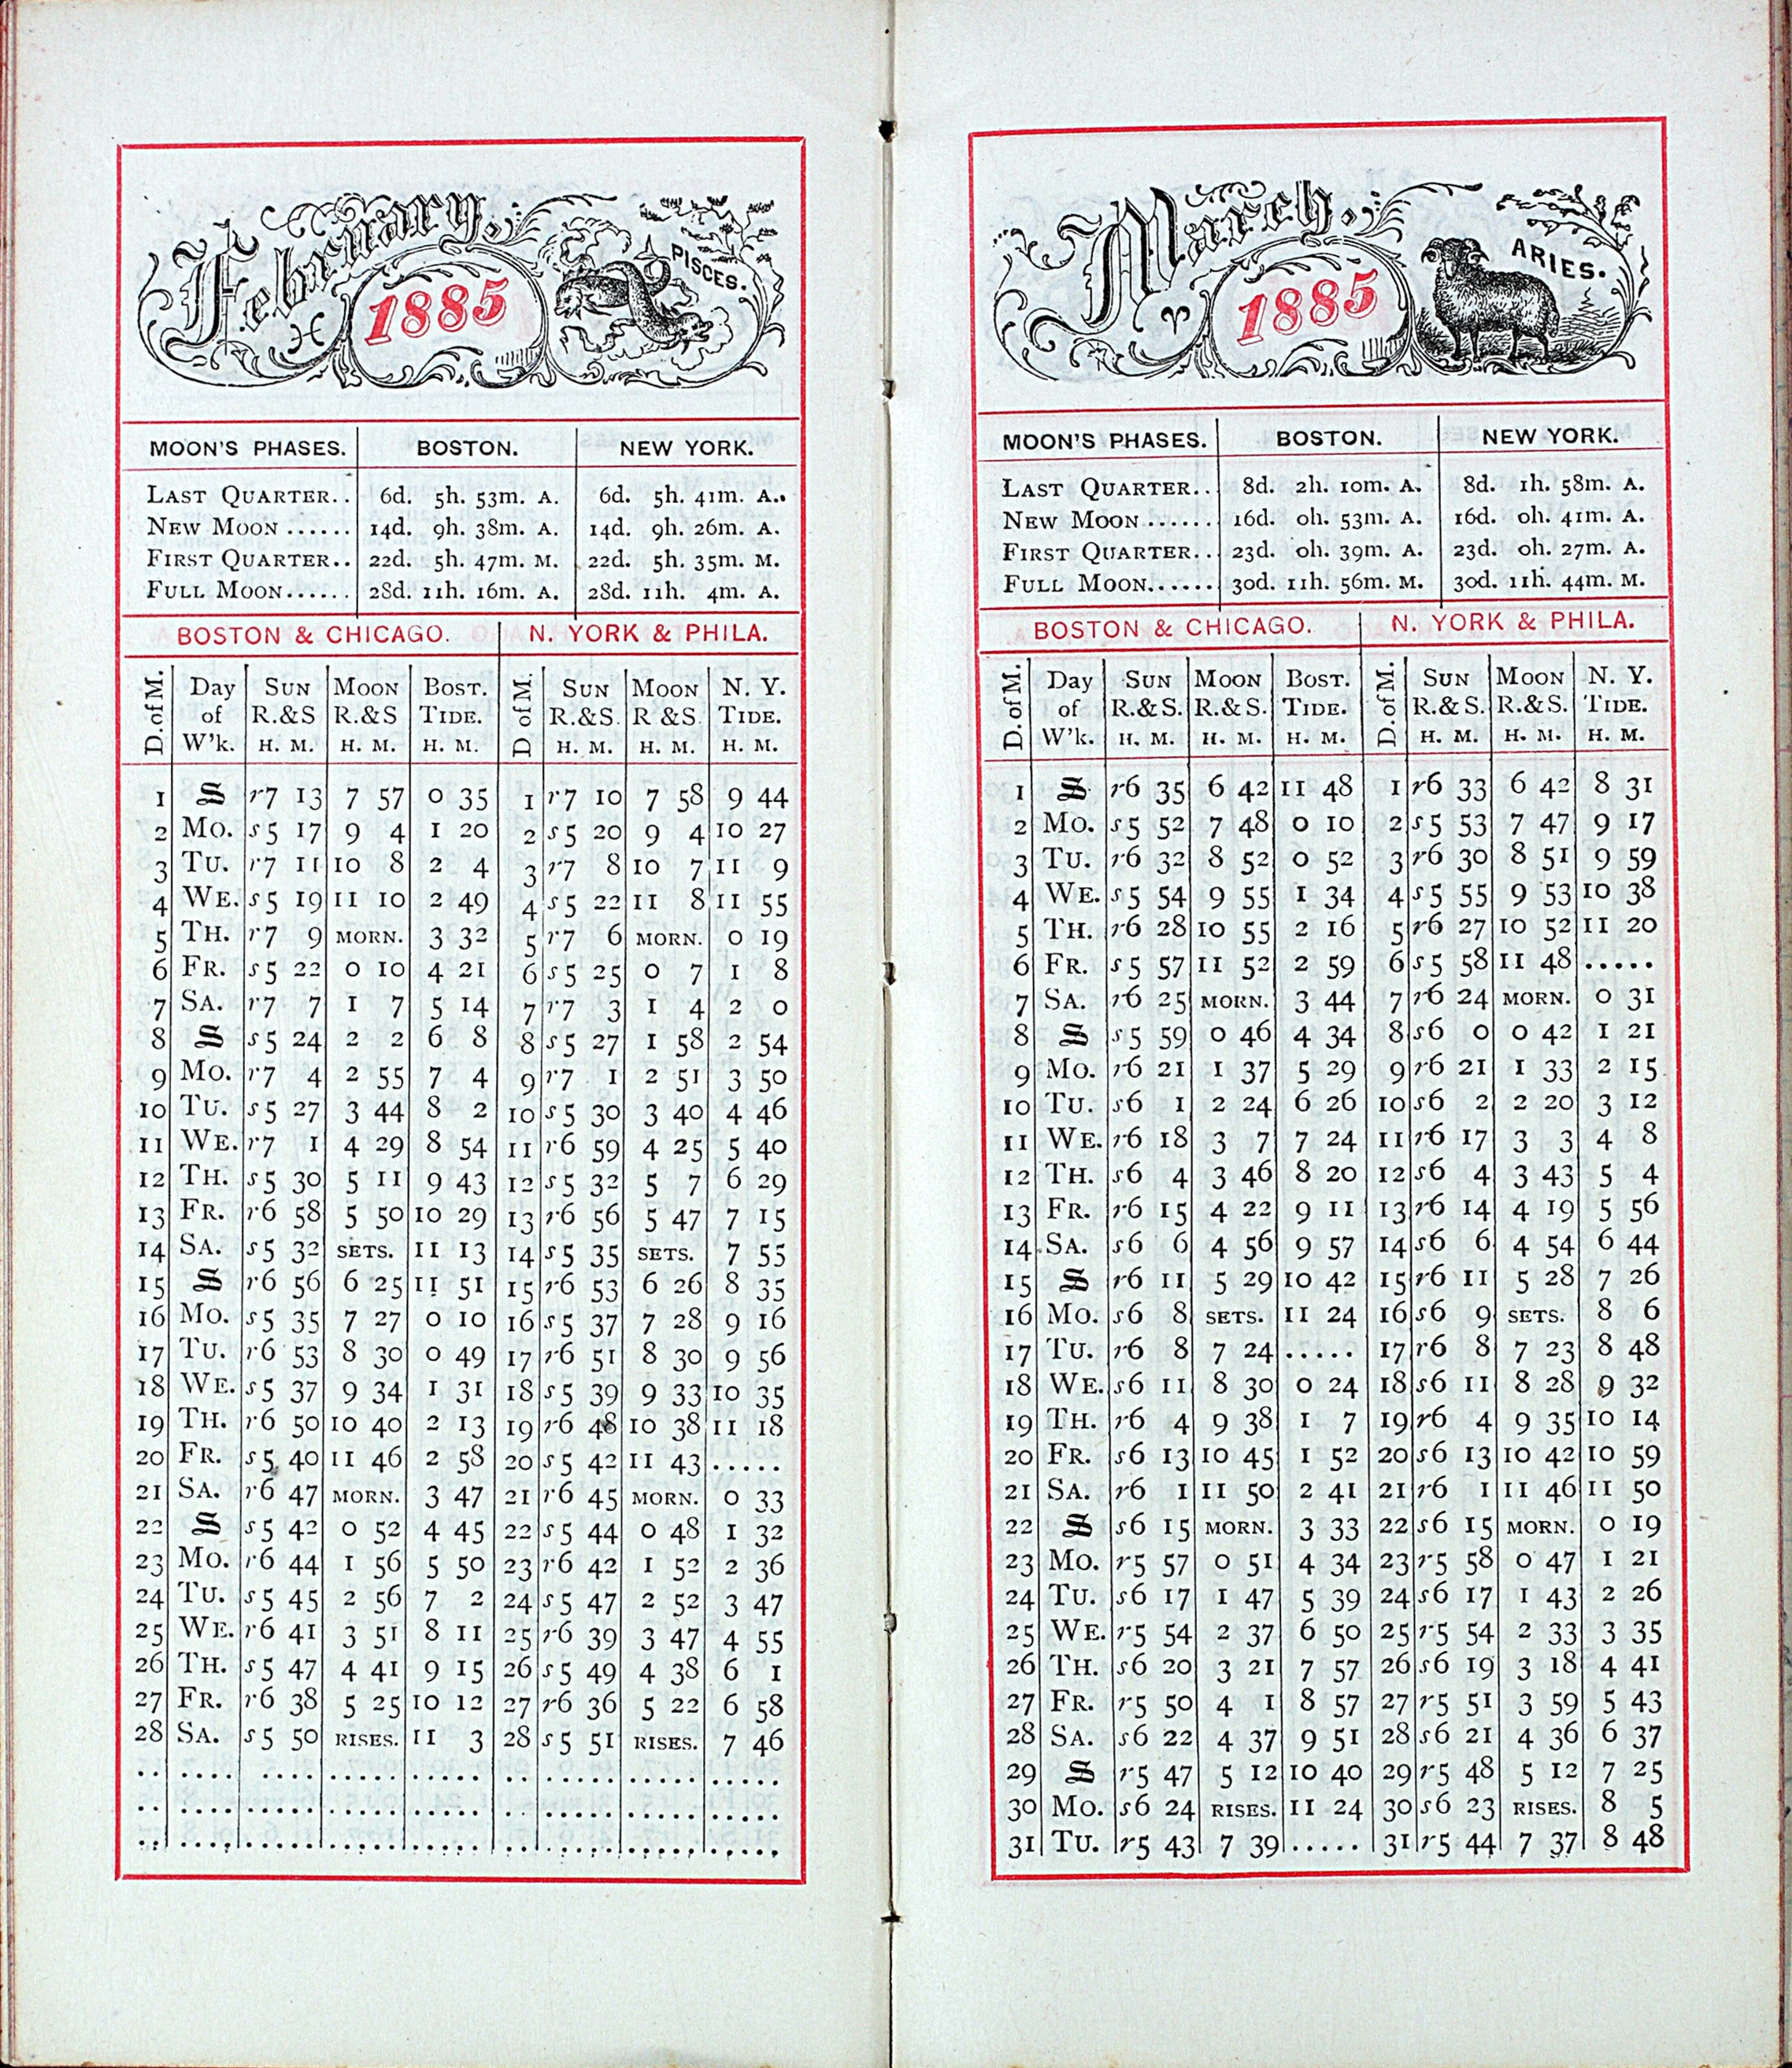 February,
1885
PISCES.
MOON'S PHASES. BOSTON. NEW YORK.
LAST QUARTER.. 6d. 5h. 53m. A. 6d. 5h. 41m. A..
NEW MOON ...... 14d. 9h. 38m. A. 14d. 9h. 26m. A.
FIRST QUARTER.. 22d. 5h. 47m. M. 22d. 5h. 35m. M.
FULL MOON...... 28d. 11h. 16m. A. 28d. 11h. 4m. A.
BOSTON & CHICAGO. N. YORK & PHILA.
D. of M. Day SUN MOON BOST. D of M. SUN MOON N. Y.
of R.&S R.&S TIDE. R.&S. R &S. TIDE.
W'k. H. M. H. M. H. M. H. M. H. M. H. M.
1 S r7 13 7 57 0 35 1 r7 10 7 58 9 44
2 MO. s5 17 9 4 1 20 2 s5 20 9 4 10 27
3 TU. r7 11 10 8 2 4 3 r7 8 10 7 11 9
4 WE. s5 19 11 10 2 49 4 s5 22 11 8 11 55
5 TH. r7 9 MORN. 3 32 5 r7 6 MORN. 0 19
6 FR. s5 22 0 10 4 21 6 s5 25 0 7 1 8
7 SA. r7 7 1 7 5 14 7 r7 3 1 4 2 0
8 S s5 24 2 2 6 8 8 s5 27 1 58 2 54
9 MO. r7 4 2 55 7 4 9 r7 1 2 51 3 50
10 TU. s5 27 3 44 8 2 10 s5 30 3 40 4 46
11 WE. r7 1 4 29 8 54 11 r6 59 4 25 5 40
12 TH. s5 30 5 11 9 43 12 s5 32 5 7 6 29
13 FR. r6 58 5 50 10 29 13 r6 56 5 47 7 15
14 SA. s5 32 SETS. 11 13 14 s5 35 SETS. 7 55
15 S r6 56 6 25 11 51 15 r6 53 6 26 8 35
16 MO. s5 35 7 27 0 10 16 s5 37 7 28 9 16
17 TU. r6 53 8 30 0 49 17 r6 51 8 30 9 56
18 WE. s5 37 9 34 1 31 18 s5 39 9 33 10 35
19 TH. r6 50 10 40 2 13 19 r6 48 10 38 11 18
20 FR. s5 40 11 46 2 58 20 s5 42 11 43 .....
21 SA. r6 47 MORN. 3 47 21 r6 45 MORN. 0 33
22 S s5 42 0 52 4 45 22 s5 44 0 48 1 32
23 MO. r6 44 1 56 5 50 23 r6 42 1 52 2 36
24 TU. s5 45 2 56 7 2 24 s5 47 2 52 3 47
25 WE. r6 41 3 51 8 11 25 r6 39 3 47 4 55
26 TH. s5 47 4 41 9 15 26 s5 49 4 38 6 1
27 FR. r6 38 5 25 10 12 27 r6 36 5 22 6 58
28 SA. s5 50 RISES. 11 3 28 s5 51 RISES. 7 46
March.
1885
ARIES.
MOON'S PHASES. BOSTON. NEW YORK.
LAST QUARTER.. 8d. 2h. 10m. A. 8d. 1h. 58m. A.
NEW MOON ...... 16d. 0h. 53m. A. 16d. 0h. 41m. A.
FIRST QUARTER.. 23d. 0h. 39m. A. 23d. 0h. 27m. A.
FULL MOON...... 30d. 11h. 56m. M. 30d. 11h. 44m. M.
BOSTON & CHICAGO. N. YORK & PHILA.
D. of M. Day SUN MOON BOST. D. of M. SUN MOON N. Y.
of R.&S. R.&S. TIDE. R.&S. R.&S. TIDE.
W'k. H. M. H. M. H. M. H. M. H. M. H. M.
1 S r6 35 6 42 11 48 1 r6 33 6 42 8 31
2 MO. s5 52 7 48 0 10 2 s5 53 7 47 9 17
3 TU. r6 32 8 52 0 52 3 r6 30 8 51 9 59
4 WE. s5 54 9 55 1 34 4 s5 55 9 53 10 38
5 TH. r6 28 10 55 2 16 5 r6 27 10 52 11 20
6 FR. s5 57 11 52 2 59 6 s5 58 11 48 .....
7 SA. r6 25 MORN. 3 44 7 r6 24 MORN. 0 31
8 S s5 59 0 46 4 34 8 s6 0 0 42 1 21
9 MO. r6 21 1 37 5 29 9 r6 21 1 33 2 15
10 TU. s6 1 2 24 6 26 10 s6 2 2 20 3 12
11 WE. r6 18 3 7 7 24 11 r6 17 3 3 4 8
12 TH. s6 4 3 46 8 20 12 s6 4 3 43 5 4
13 FR. r6 15 4 22 9 11 13 r6 14 4 19 5 56
14 SA. s6 6 4 56 9 57 14 s6 6 4 54 6 44
15 S r6 11 5 29 10 42 15 r6 11 5 28 7 26
16 MO. s6 8 SETS. 11 24 16 s6 9 SETS. 8 6
17 TU. r6 8 7 24 ..... 17 r6 8 7 23 8 48
18 WE. s6 11 8 30 0 24 18 s6 11 8 28 9 32
19 TH. r6 4 9 38 1 7 19 r6 4 9 35 10 14
20 FR. s6 13 10 45 1 52 20 s6 13 10 42 10 59
21 SA. r6 1 11 50 2 41 21 r6 1 11 46 11 50
22 S s6 15 MORN. 3 33 22 s6 15 MORN. 0 19
23 MO. r5 57 0 51 4 34 23 r5 58 0 47 1 21
24 TU. s6 17 1 47 5 39 24 s6 17 1 43 2 26
25 WE. r5 54 2 37 6 50 25 r5 54 2 33 3 35
26 TH. s6 20 3 21 7 57 26 s6 19 3 18 4 41
27 FR. r5 50 4 1 8 57 27 r5 51 3 59 5 43
28 SA. s6 22 4 37 9 51 28 s6 21 4 36 6 37
29 S r5 47 5 12 10 40 29 r5 48 5 12 7 25
30 MO. s6 24 RISES. 11 24 30 s6 23 RISES. 8 5
31 TU. r5 43 7 39 ..... 31 r5 44 7 37 8 48